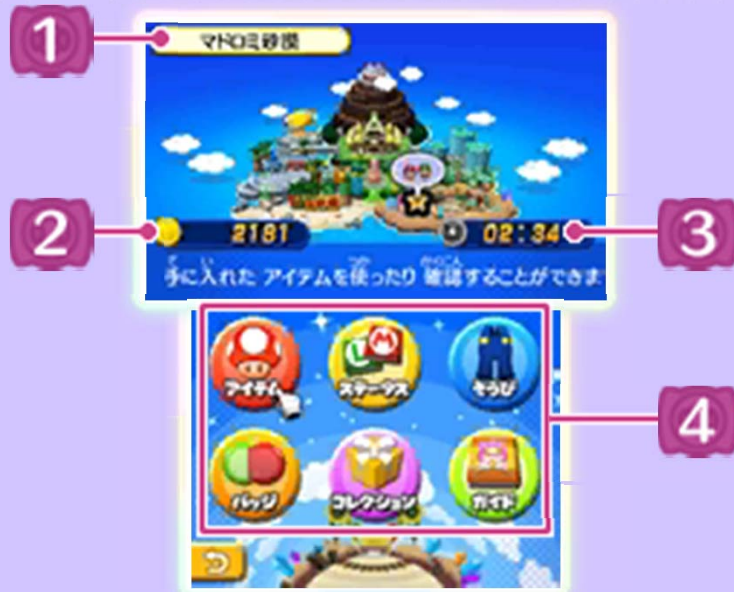 1
マドロミ砂漠
2
2181
02:34
3
手に入れた アイテムを使ったり 確認することができま
アイテム
ステータス
そうび
4
バッジ
コレクション
ガイド